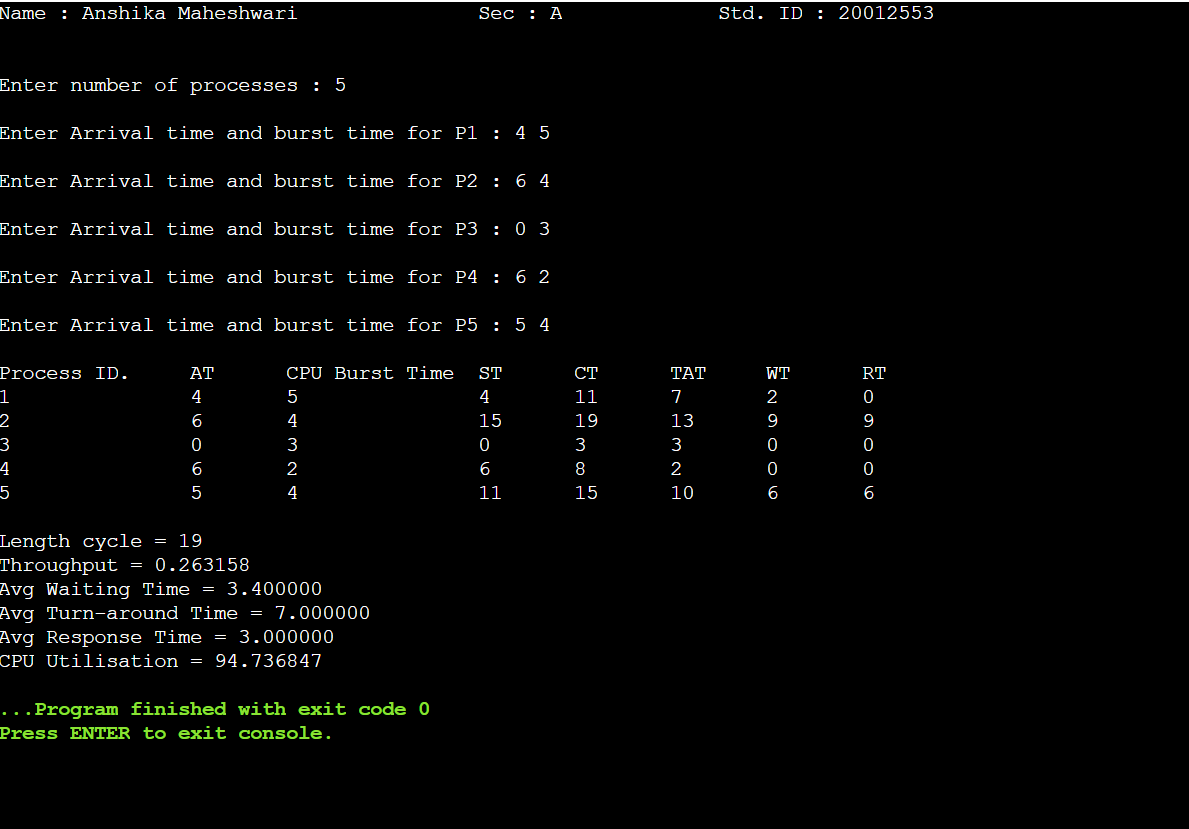 Name : Anshika Maheshwari Sec : A Std. ID : 20012553
Enter number of processes : 5
Enter Arrival time and burst time for P1 : 4 5
Enter Arrival time and burst time for P2 : 6 4
Enter Arrival time and burst time for P3 : 0 3
Enter Arrival time and burst time for P4 : 6 2
Enter Arrival time and burst time for P5 : 5 4
Process ID. AT CPU Burst Time ST CT TAT WT RT
1 4 5 4 11 7 2 0
2 6 4 15 19 13 9 9
3 0 3 0 3 3 0 0
4 6 2 6 8 2 0 0
5 5 4 11 15 10 6 6
Length cycle = 19
Throughput = 0.263158
Avg Waiting Time = 3.400000
Avg Turn-around Time = 7.000000
Avg Response Time = 3.000000
CPU Utilisation = 94.736847
...Program finished with exit code 0
Press ENTER to exit console.